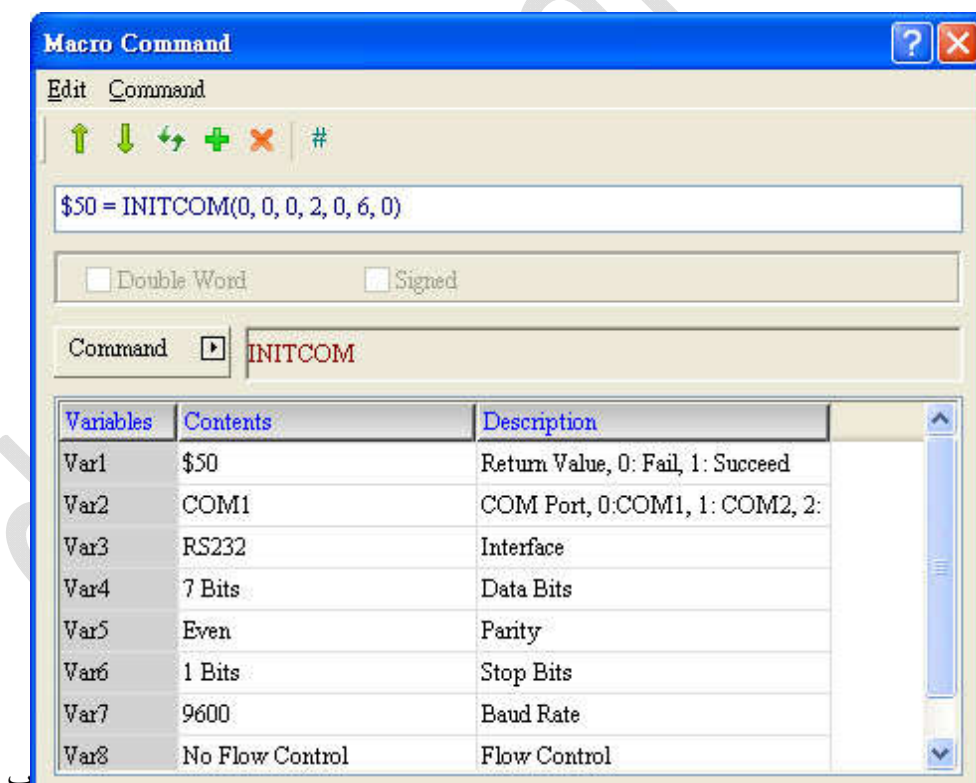 Macro Command
Edit Command
#
$50 = INITCOM(0, 0, 0, 2, 0, 6, 0)
Double Word Signed
Command INITCOM
Variables Contents Description
Var1 $50 Return Value, 0: Fail, 1: Succeed
Var2 COM1 COM Port, 0:COM1, 1: COM2, 2:
Var3 RS232 Interface
Var4 7 Bits Data Bits
Var5 Even Parity
Var6 1 Bits Stop Bits
Var7 9600 Baud Rate
Var8 No Flow Control Flow Control